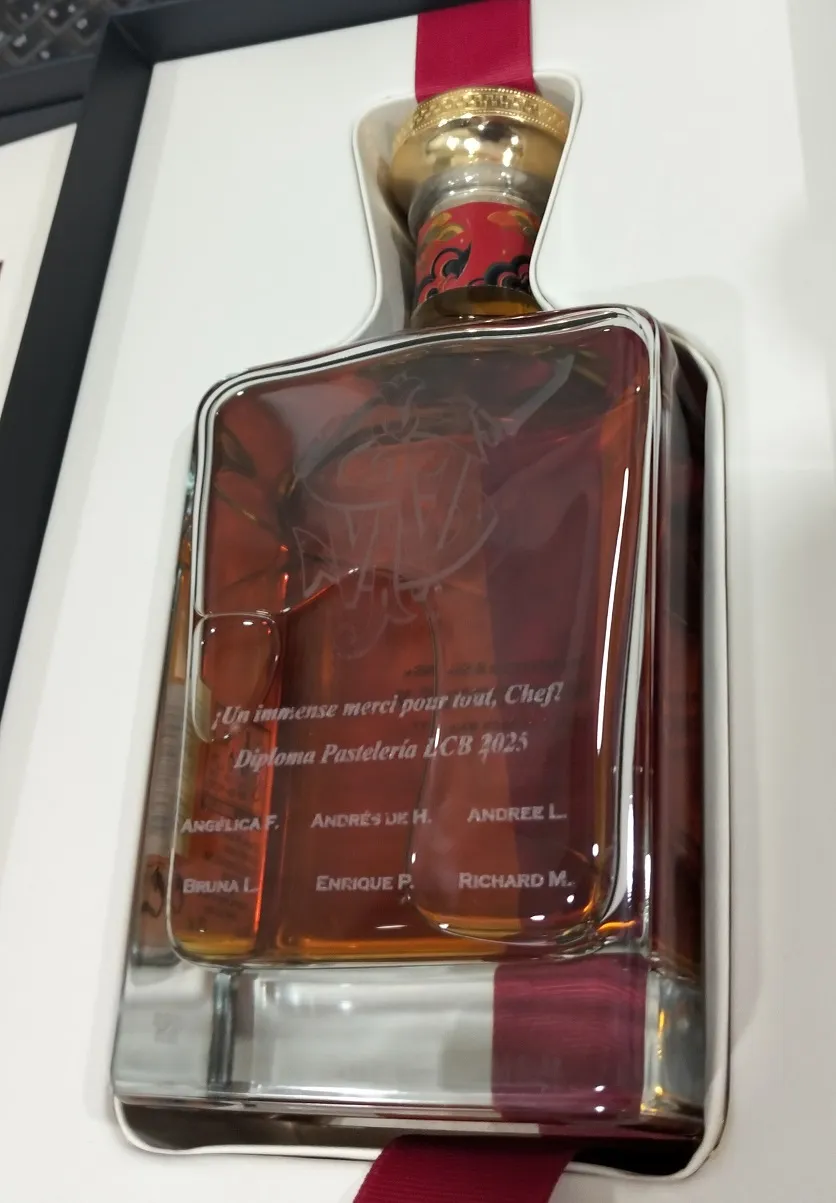 ¡Un immense merci pour tout, Chef!
Diploma Pastelería LCB 2025
ANGÉLICA F. ANDRÉS DE H. ANDREE L.
BRUNA L. ENRIQUE P. RICHARD M.